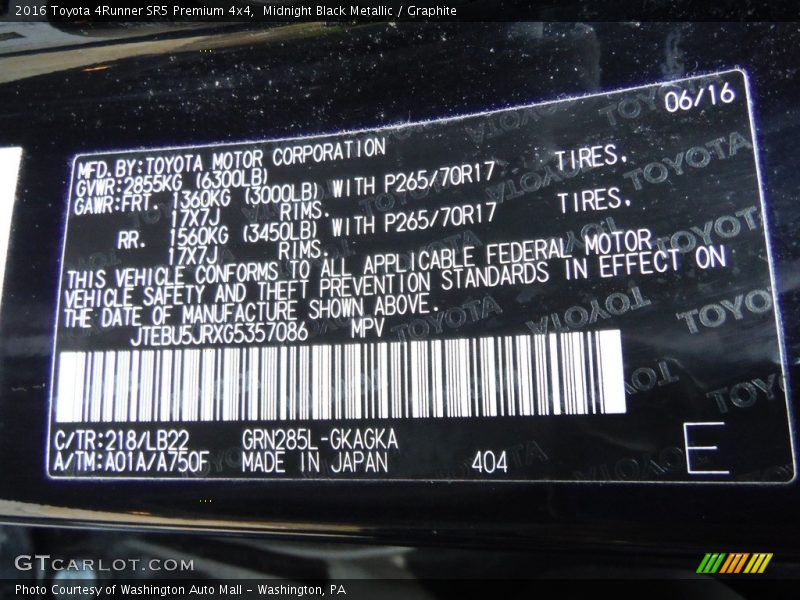 2016 Toyota 4Runner SR5 Premium 4x4,  Midnight Black Metallic / Graphite
06/16
MFD.BY:TOYOTA MOTOR CORPORATION
GVWR:2855KG (6300LB)
GAWR:FRT. 1360KG (3000LB) WITH P265/70R17 TIRES.
17X7J RIMS.
RR. 1560KG (3450LB) WITH P265/70R17 TIRES.
17X7J RIMS.
THIS VEHICLE CONFORMS TO ALL APPLICABLE FEDERAL MOTOR
VEHICLE SAFETY AND THEFT PREVENTION STANDARDS IN EFFECT ON
THE DATE OF MANUFACTURE SHOWN ABOVE.
JTEBU5JRXG5357086 MPV
C/TR:218/LB22 GRN285L-GKAGKA
A/TM:A01A/A750F MADE IN JAPAN 404 E
GTCARLOT.COM
Photo Courtesy of Washington Auto Mall - Washington, PA